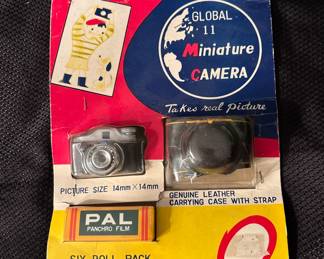 GLOBAL
11
Miniature
CAMERA
Takes real picture
PICTURE SIZE 14mm X 14mm
GENUINE LEATHER
CARRYING CASE WITH STRAP
PAL
PANCHRO FILM
SIX ROLL PACK